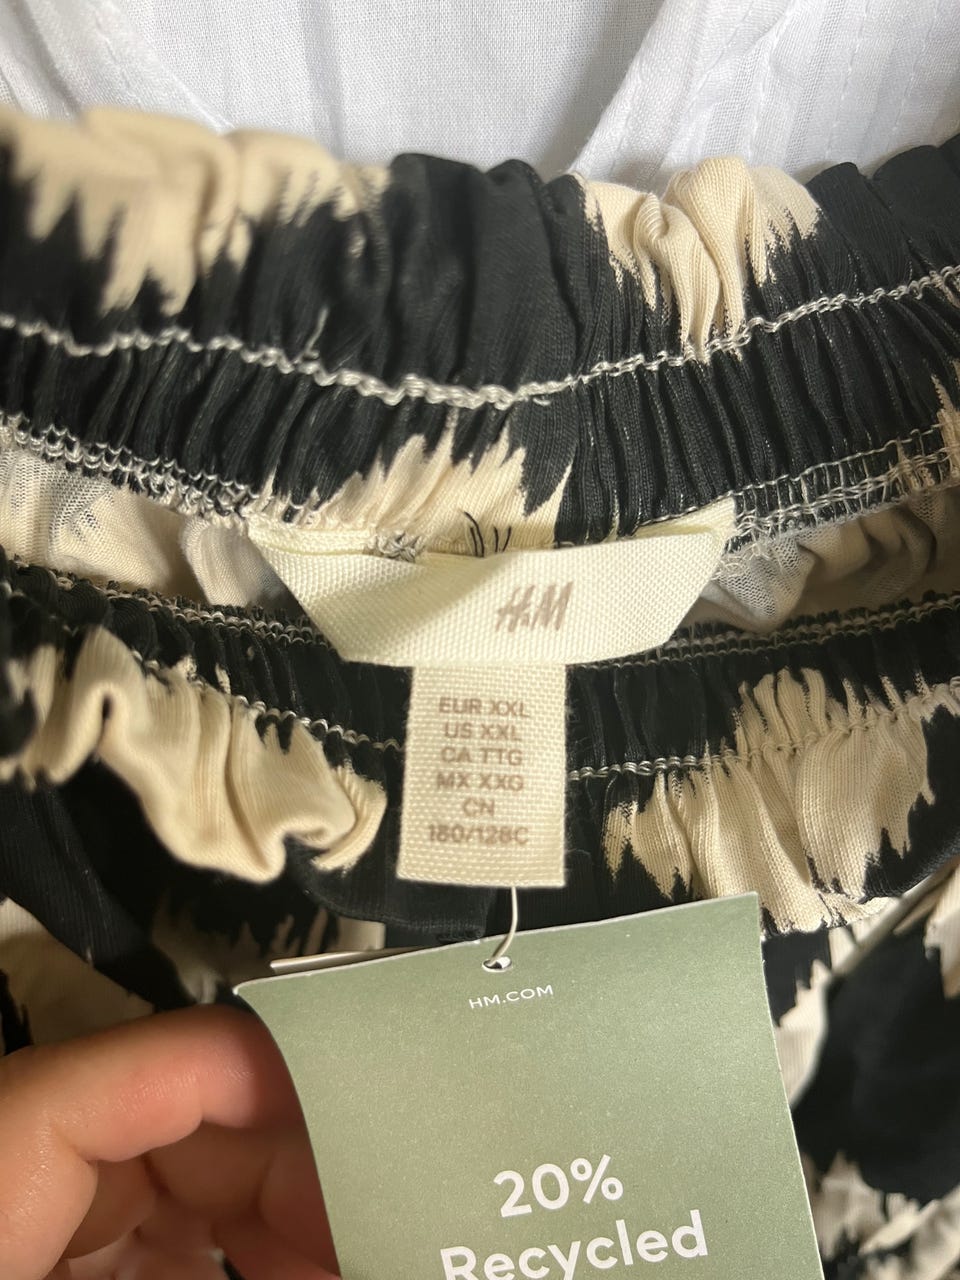 H&M
EUR XXL
US XXL
CA TTG
MX XXG
CN
180/128C
HM.COM
20%
Recycled